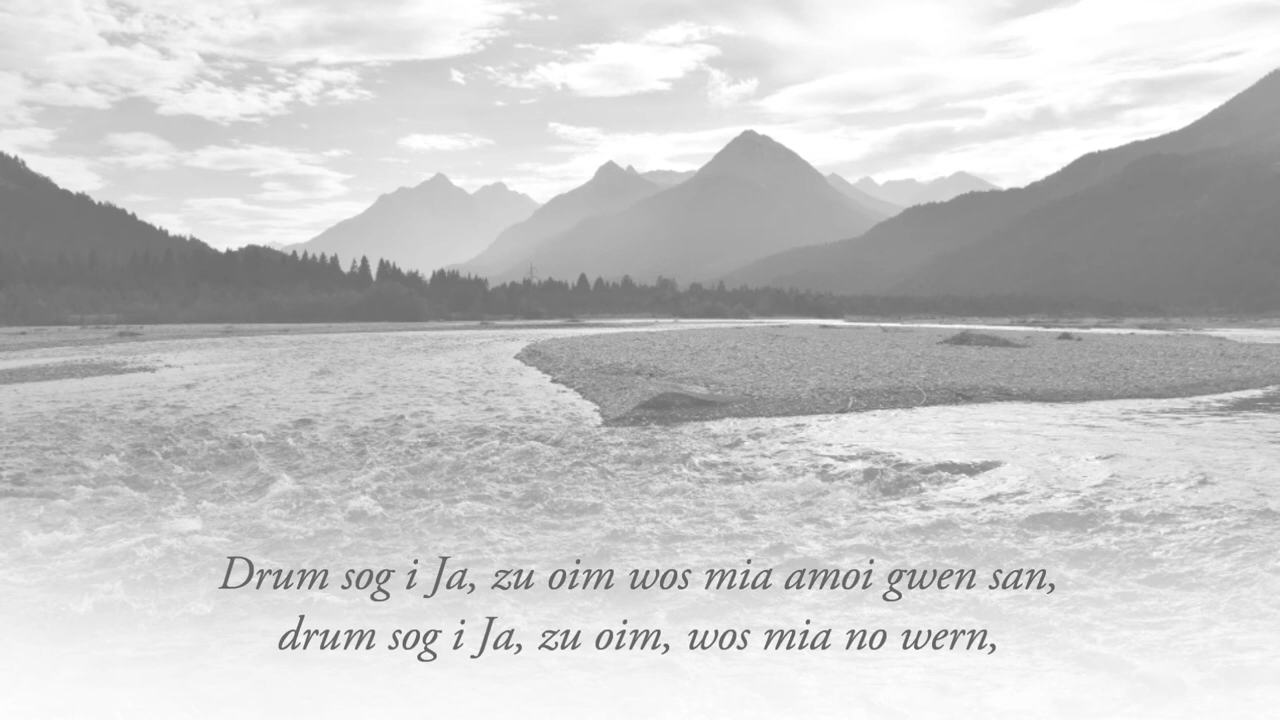 Drum sog i Ja, zu oim wos mia amoi gwen san,
drum sog i Ja, zu oim, wos mia no wern,